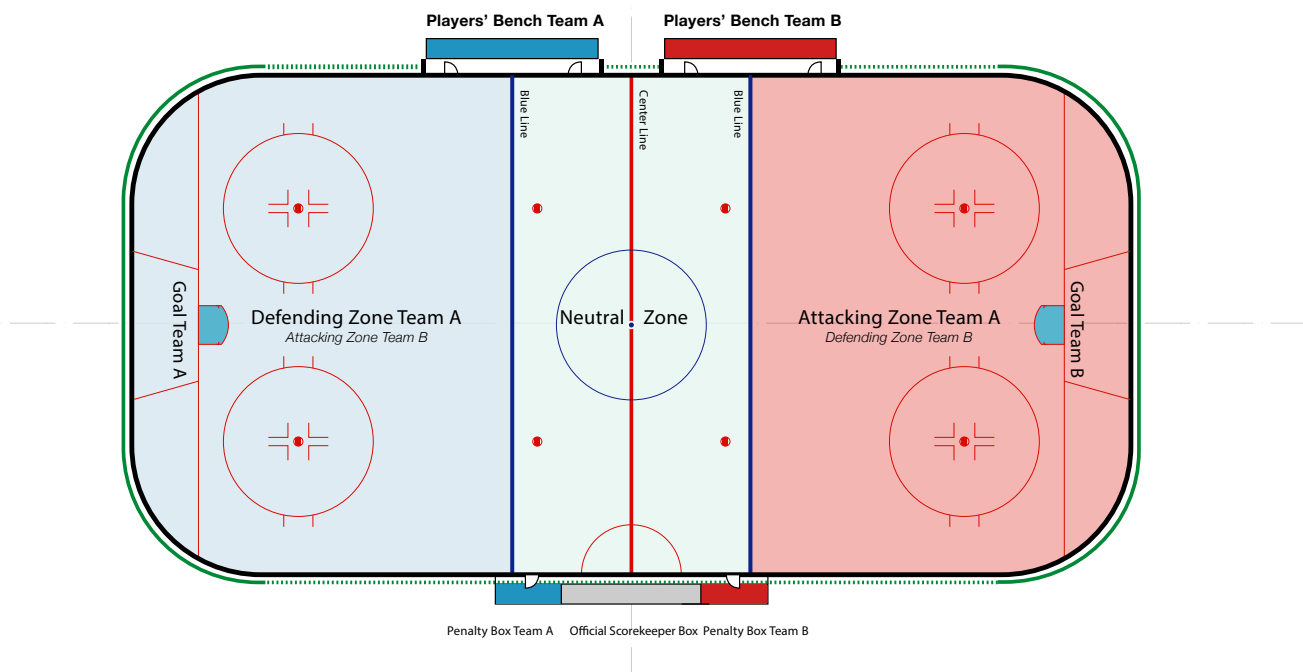 Players’ Bench Team A
Players’ Bench Team B
Blue Line
Center Line
Blue Line
Goal Team A
Defending Zone Team A
Attacking Zone Team B
Neutral Zone
Attacking Zone Team A
Defending Zone Team B
Goal Team B
Penalty Box Team A
Official Scorekeeper Box
Penalty Box Team B